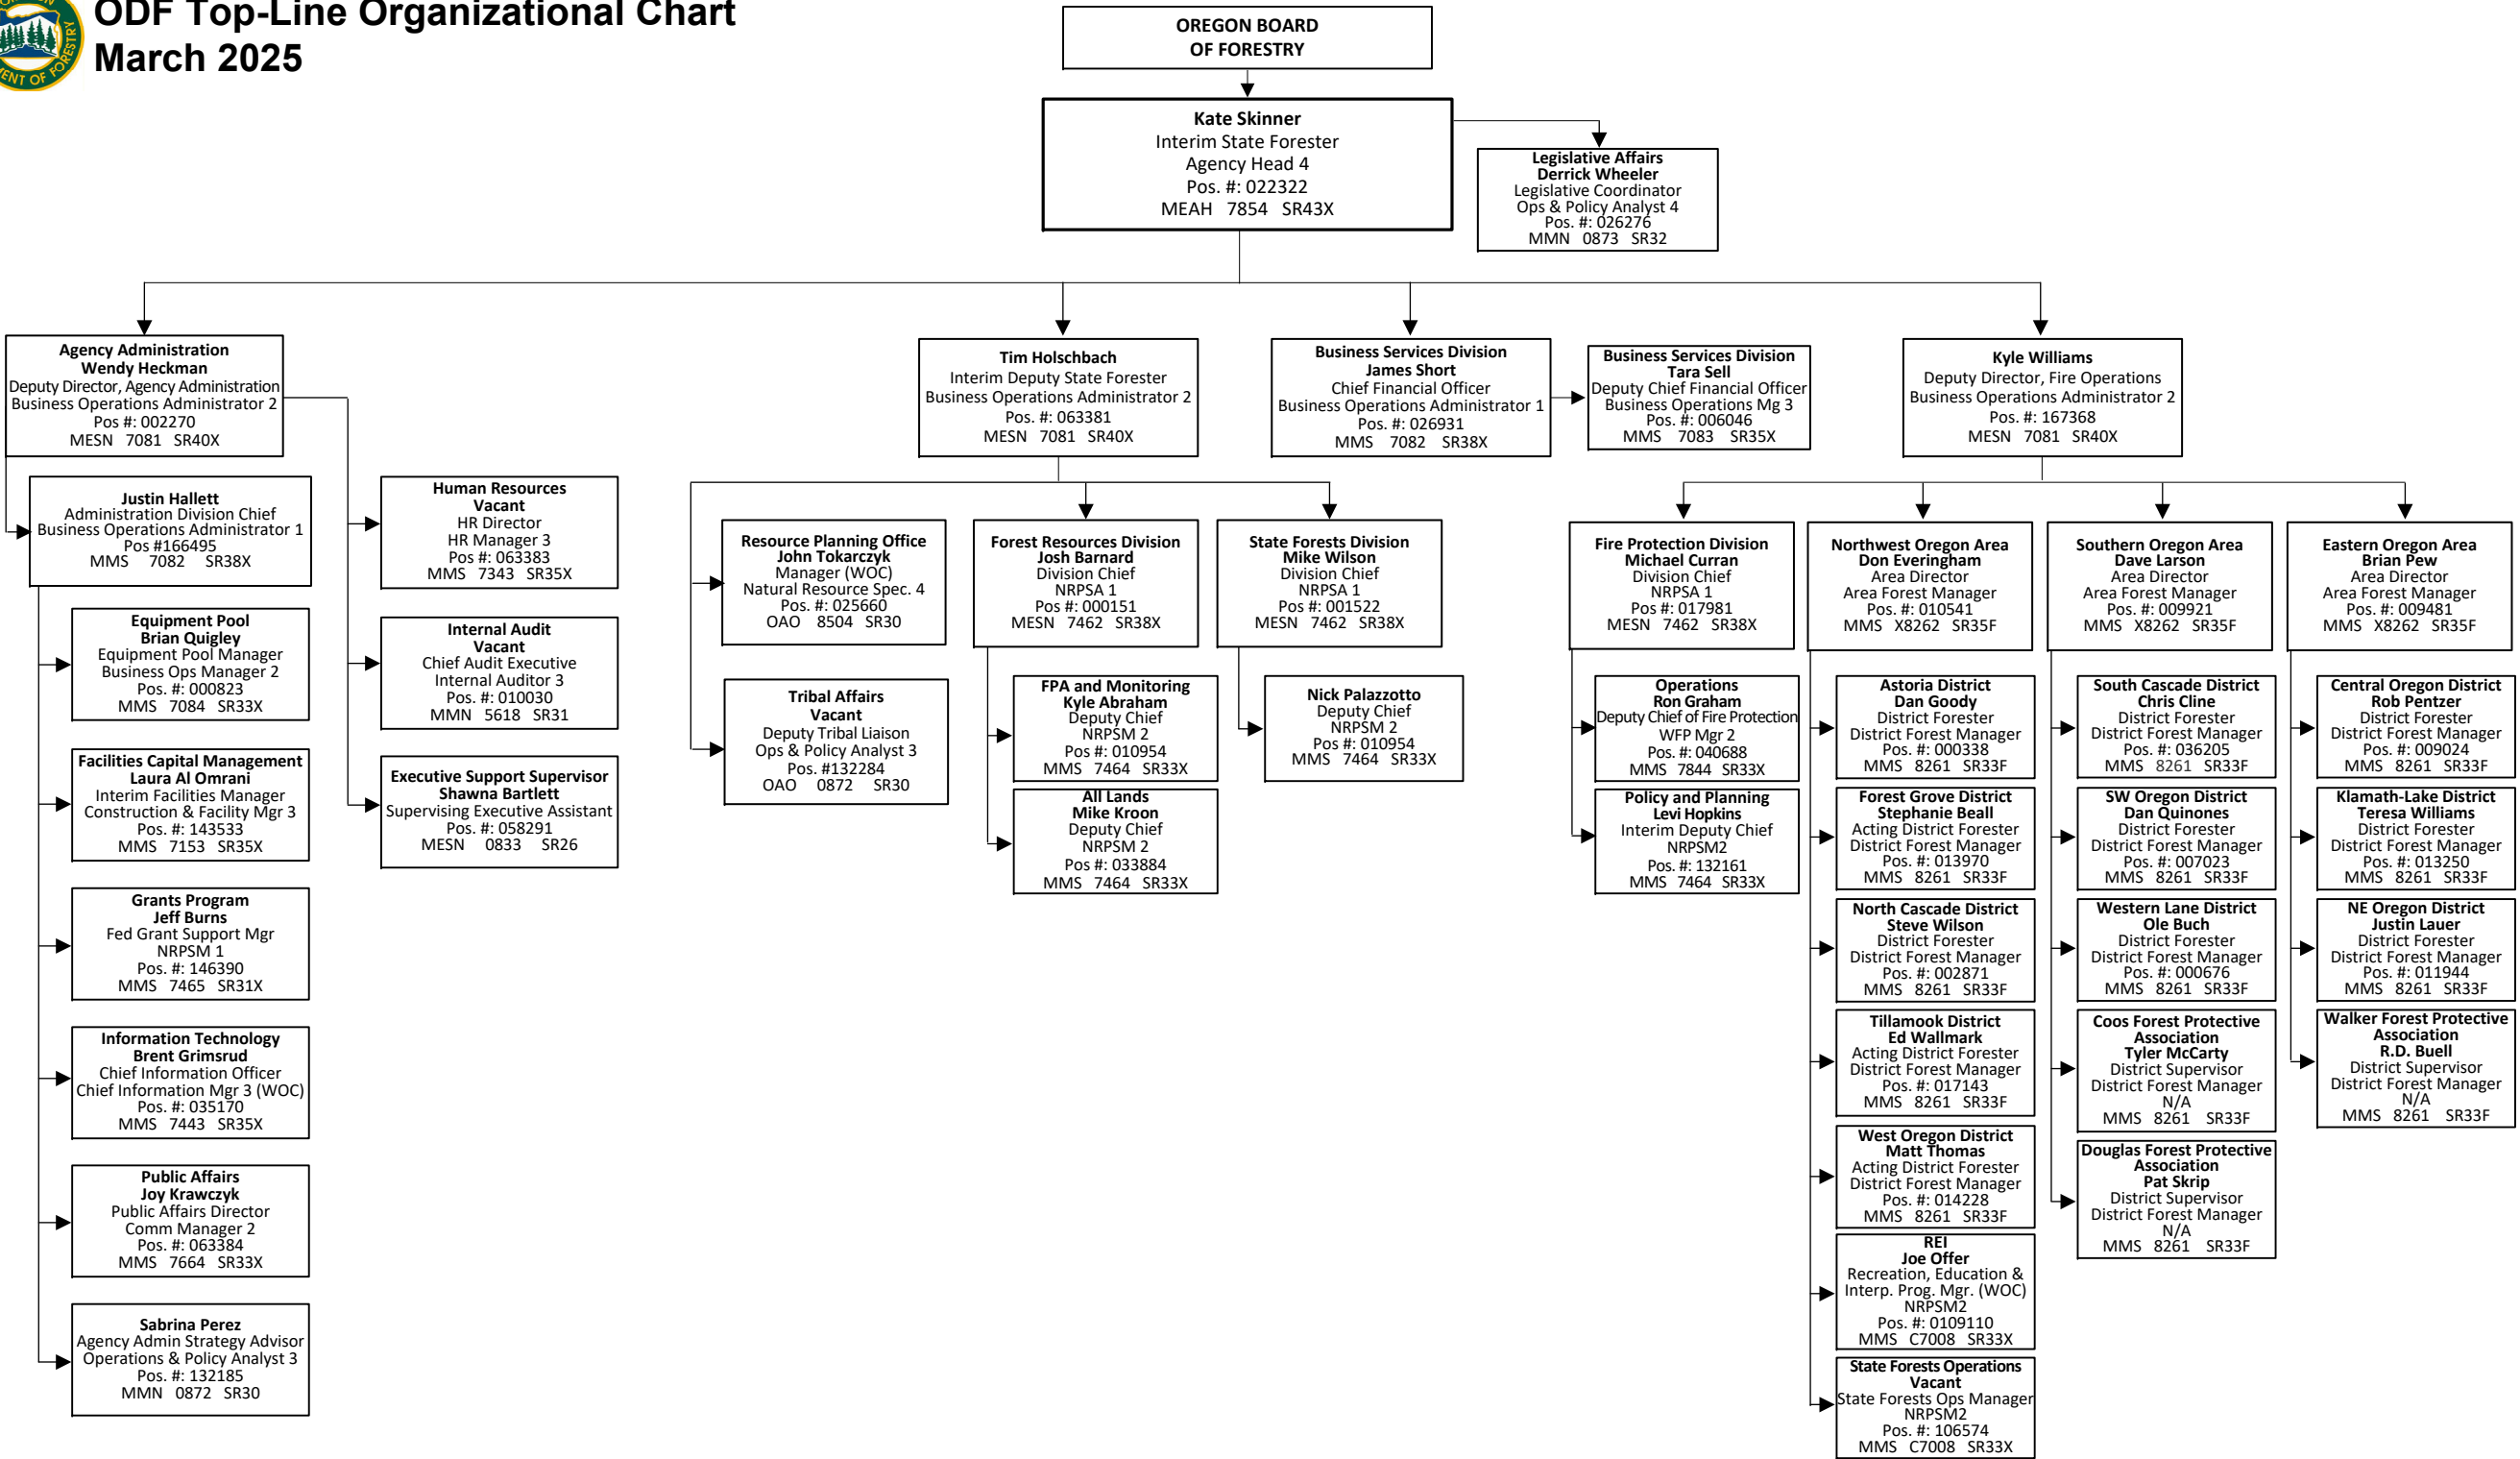 ODF Top-Line Organizational Chart
March 2025
MENT OF FORESTRY
OREGON BOARD
OF FORESTRY
Kate Skinner
Interim State Forester
Agency Head 4
Pos. #: 022322
MEAH 7854 SR43X
Legislative Affairs
Derrick Wheeler
Legislative Coordinator
Ops & Policy Analyst 4
Pos. #: 026276
MMN 0873 SR32
Agency Administration
Wendy Heckman
Deputy Director, Agency Administration
Business Operations Administrator 2
Pos #: 002270
MESN 7081 SR40X
Tim Holschbach
Interim Deputy State Forester
Business Operations Administrator 2
Pos. #: 063381
MESN 7081 SR40X
Business Services Division
James Short
Chief Financial Officer
Business Operations Administrator 1
Pos. #: 026931
MMS 7082 SR38X
Business Services Division
Tara Sell
Deputy Chief Financial Officer
Business Operations Mg 3
Pos. #: 006046
MMS 7083 SR35X
Kyle Williams
Deputy Director, Fire Operations
Business Operations Administrator 2
Pos. #: 167368
MESN 7081 SR40X
Justin Hallett
Administration Division Chief
Business Operations Administrator 1
Pos #166495
MMS 7082 SR38X
Equipment Pool
Brian Quigley
Equipment Pool Manager
Business Ops Manager 2
Pos. #: 000823
MMS 7084 SR33X
Facilities Capital Management
Laura Al Omrani
Interim Facilities Manager
Construction & Facility Mgr 3
Pos. #: 143533
MMS 7153 SR35X
Grants Program
Jeff Burns
Fed Grant Support Mgr
NRPSM 1
Pos. #: 146390
MMS 7465 SR31X
Information Technology
Brent Grimsrud
Chief Information Officer
Chief Information Mgr 3 (WOC)
Pos. #: 035170
MMS 7443 SR35X
Public Affairs
Joy Krawczyk
Public Affairs Director
Comm Manager 2
Pos. #: 063384
MMS 7664 SR33X
Sabrina Perez
Agency Admin Strategy Advisor
Operations & Policy Analyst 3
Pos. #: 132185
MMN 0872 SR30
Human Resources
Vacant
HR Director
HR Manager 3
Pos #: 063383
MMS 7343 SR35X
Internal Audit
Vacant
Chief Audit Executive
Internal Auditor 3
Pos. #: 010030
MMN 5618 SR31
Executive Support Supervisor
Shawna Bartlett
Supervising Executive Assistant
Pos. #: 058291
MESN 0833 SR26
Resource Planning Office
John Tokarczyk
Manager (WOC)
Natural Resource Spec. 4
Pos. #: 025660
OAO 8504 SR30
Tribal Affairs
Vacant
Deputy Tribal Liaison
Ops & Policy Analyst 3
Pos. #132284
OAO 0872 SR30
Forest Resources Division
Josh Barnard
Division Chief
NRPSA 1
Pos #: 000151
MESN 7462 SR38X
FPA and Monitoring
Kyle Abraham
Deputy Chief
NRPSM 2
Pos #: 010954
MMS 7464 SR33X
All Lands
Mike Kroon
Deputy Chief
NRPSM 2
Pos #: 033884
MMS 7464 SR33X
State Forests Division
Mike Wilson
Division Chief
NRPSA 1
Pos #: 001522
MESN 7462 SR38X
Nick Palazzotto
Deputy Chief
NRPSM 2
Pos #: 010954
MMS 7464 SR33X
Fire Protection Division
Michael Curran
Division Chief
NRPSA 1
Pos #: 017981
MESN 7462 SR38X
Operations
Ron Graham
Deputy Chief of Fire Protection
WFP Mgr 2
Pos. #: 040688
MMS 7844 SR33X
Policy and Planning
Levi Hopkins
Interim Deputy Chief
NRPSM2
Pos. #: 132161
MMS 7464 SR33X
Northwest Oregon Area
Don Everingham
Area Director
Area Forest Manager
Pos. #: 010541
MMS X8262 SR35F
Astoria District
Dan Goody
District Forester
District Forest Manager
Pos. #: 000338
MMS 8261 SR33F
Forest Grove District
Stephanie Beall
Acting District Forester
District Forest Manager
Pos. #: 013970
MMS 8261 SR33F
North Cascade District
Steve Wilson
District Forester
District Forest Manager
Pos. #: 002871
MMS 8261 SR33F
Tillamook District
Ed Wallmark
Acting District Forester
District Forest Manager
Pos. #: 017143
MMS 8261 SR33F
West Oregon District
Matt Thomas
Acting District Forester
District Forest Manager
Pos. #: 014228
MMS 8261 SR33F
REI
Joe Offer
Recreation, Education &
Interp. Prog. Mgr. (WOC)
NRPSM2
Pos. #: 0109110
MMS C7008 SR33X
State Forests Operations
Vacant
State Forests Ops Manager
NRPSM2
Pos. #: 106574
MMS C7008 SR33X
Southern Oregon Area
Dave Larson
Area Director
Area Forest Manager
Pos. #: 009921
MMS X8262 SR35F
South Cascade District
Chris Cline
District Forester
District Forest Manager
Pos. #: 036205
MMS 8261 SR33F
SW Oregon District
Dan Quinones
District Forester
District Forest Manager
Pos. #: 007023
MMS 8261 SR33F
Western Lane District
Ole Buch
District Forester
District Forest Manager
Pos. #: 000676
MMS 8261 SR33F
Coos Forest Protective
Association
Tyler McCarty
District Supervisor
District Forest Manager
N/A
MMS 8261 SR33F
Douglas Forest Protective
Association
Pat Skrip
District Supervisor
District Forest Manager
N/A
MMS 8261 SR33F
Eastern Oregon Area
Brian Pew
Area Director
Area Forest Manager
Pos. #: 009481
MMS X8262 SR35F
Central Oregon District
Rob Pentzer
District Forester
District Forest Manager
Pos. #: 009024
MMS 8261 SR33F
Klamath-Lake District
Teresa Williams
District Forester
District Forest Manager
Pos. #: 013250
MMS 8261 SR33F
NE Oregon District
Justin Lauer
District Forester
District Forest Manager
Pos. #: 011944
MMS 8261 SR33F
Walker Forest Protective
Association
R.D. Buell
District Supervisor
District Forest Manager
N/A
MMS 8261 SR33F